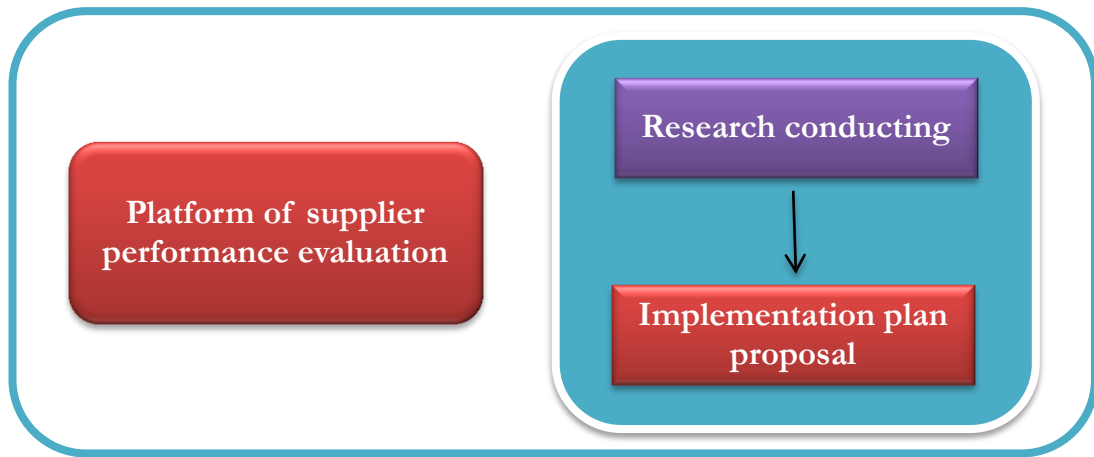 Platform of supplier
performance evaluation
Research conducting
Implementation plan
proposal